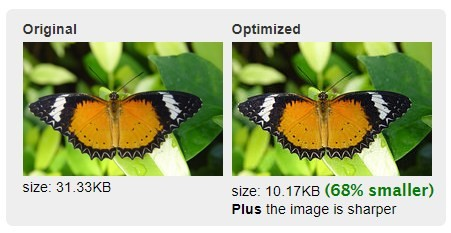 Original
Optimized
size: 31.33KB
size: 10.17KB (68% smaller)
Plus the image is sharper